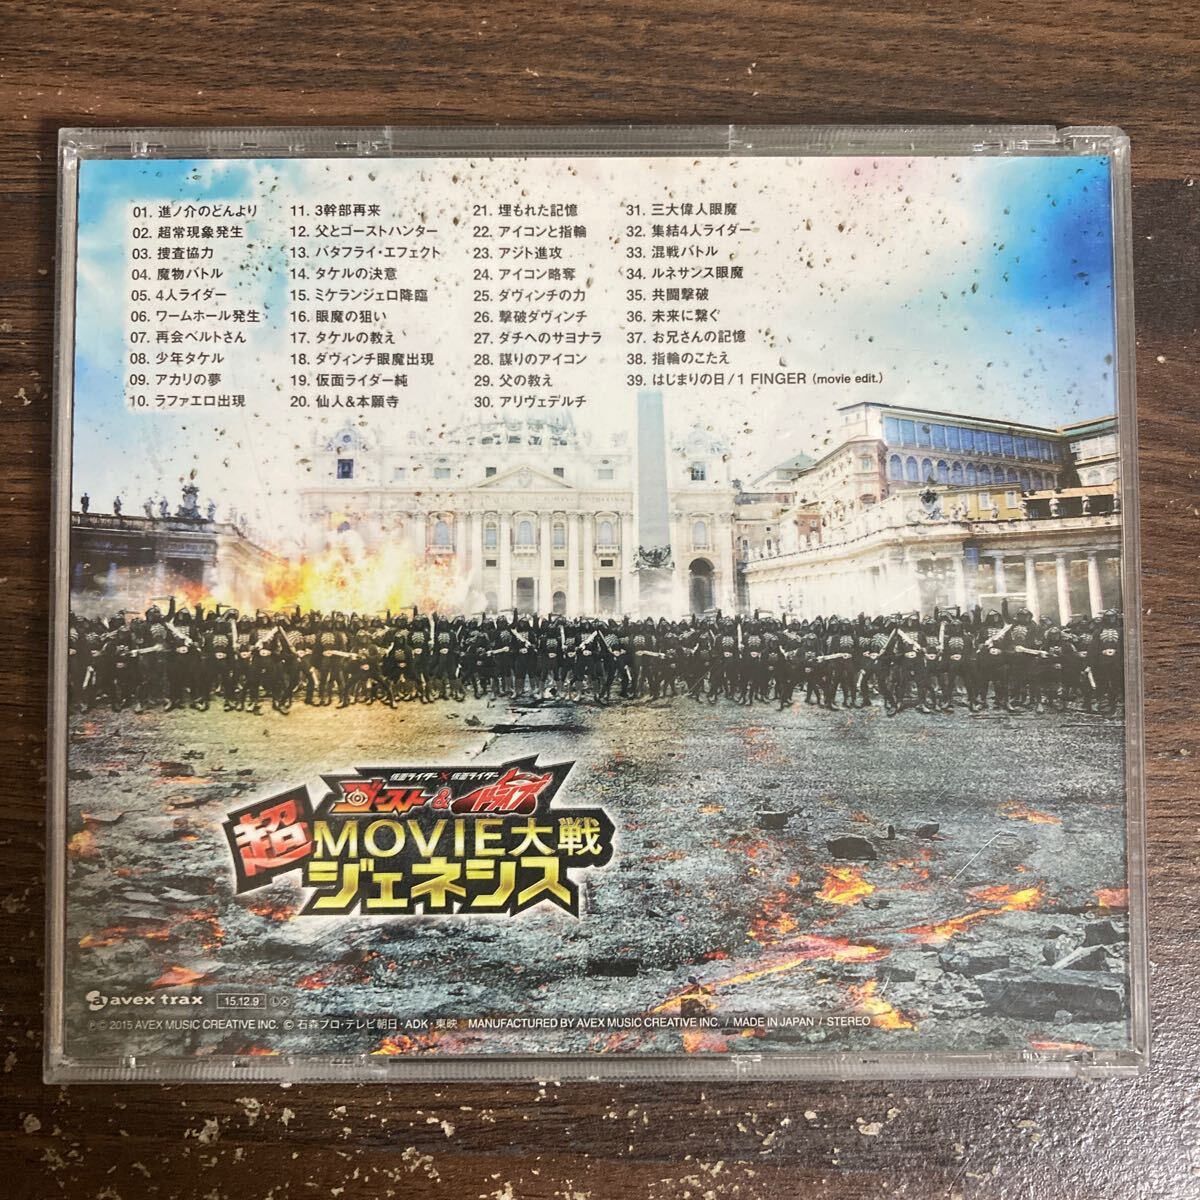 01. 進ノ介のどんより
02. 超常現象発生
03. 捜査協力
04. 魔物バトル
05. 4人ライダー
06. ワームホール発生
07. 再会ベルトさん
08. 少年タケル
09. アカリの夢
10. ラファエロ出現
11. 3幹部再来
12. 父とゴーストハンター
13. バタフライ・エフェクト
14. タケルの決意
15. ミケランジェロ降臨
16. 眼魔の狙い
17. タケルの教え
18. ダヴィンチ眼魔出現
19. 仮面ライダー純
20. 仙人&本願寺
21. 埋もれた記憶
22. アイコンと指輪
23. アジト進攻
24. アイコン略奪
25. ダヴィンチの力
26. 撃破ダヴィンチ
27. ダチへのサヨナラ
28. 謀りのアイコン
29. 父の教え
30. アリヴェデルチ
31. 三大偉人眼魔
32. 集結4人ライダー
33. 混戦バトル
34. ルネサンス眼魔
35. 共闘撃破
36. 未来に繋ぐ
37. お兄さんの記憶
38. 指輪のこたえ
39. はじまりの日/1 FINGER (movie edit.)
仮面ライダー×仮面ライダー
ゴースト&ドライブ
超MOVIE大戦
ジェネシス
avex trax 15.12.9 Ⓛ Ⓧ
℗© 2015 AVEX MUSIC CREATIVE INC. © 石森プロ・テレビ朝日・ADK・東映 MANUFACTURED BY AVEX MUSIC CREATIVE INC. / MADE IN JAPAN / STEREO